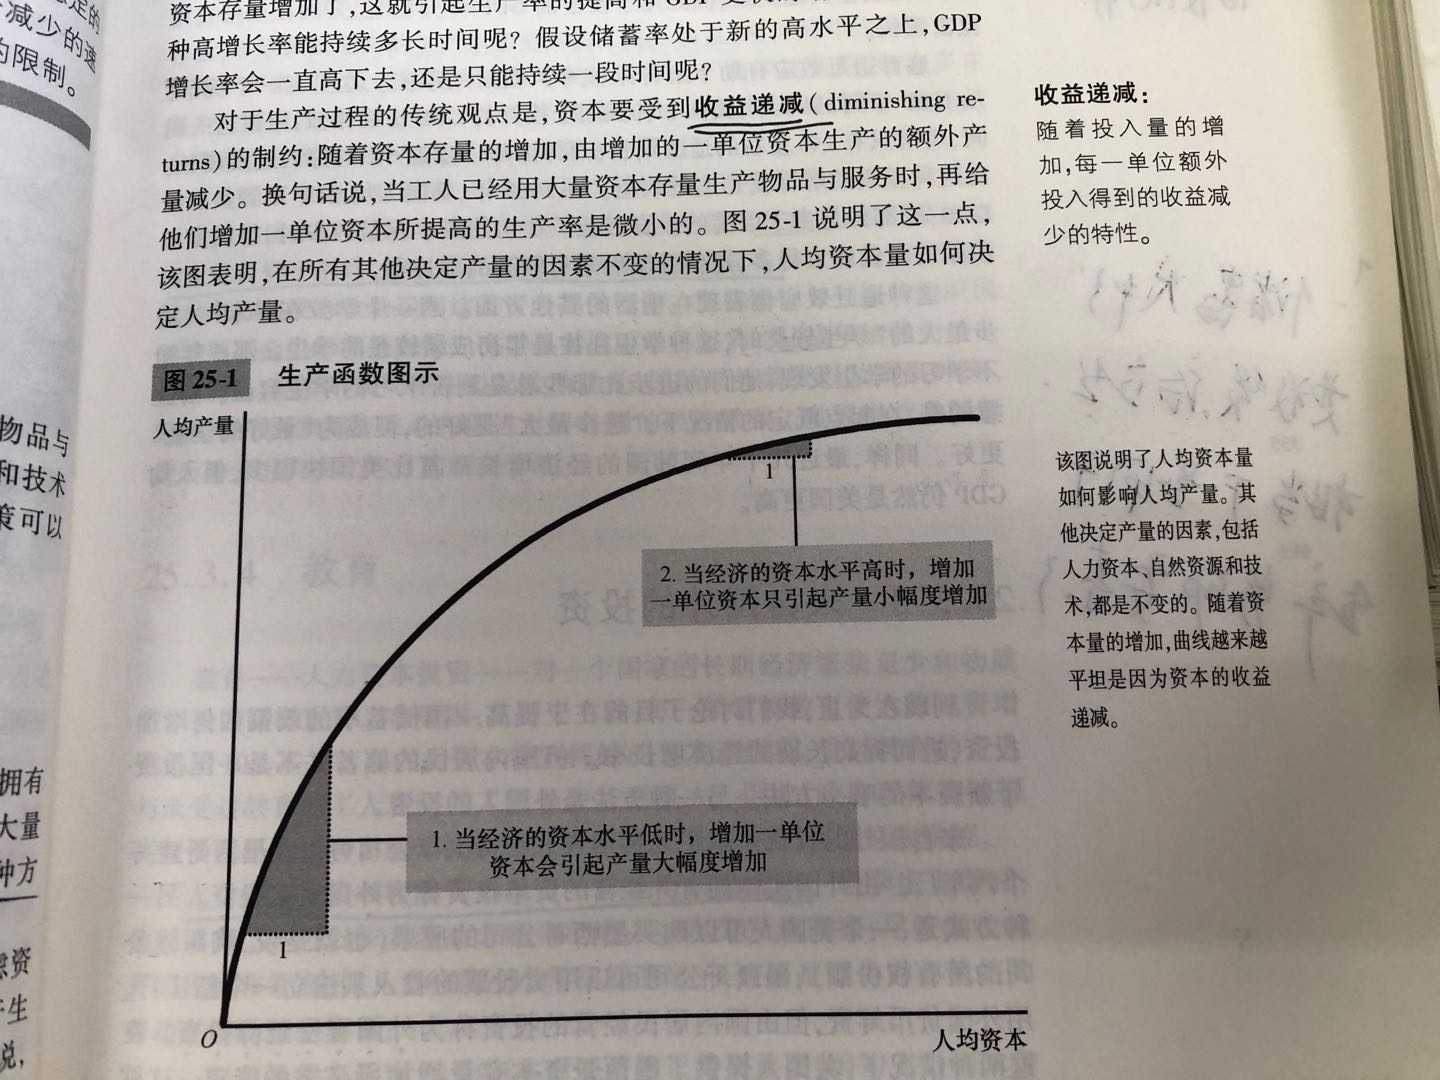 减少的速
的限制。
物品与
和技术
策可以
拥有
大量
种方
资本存量增加了，这就引起生产率的提高和 GDP
种高增长率能持续多长时间呢？假设储蓄率处于新的高水平之上，GDP
增长率会一直高下去，还是只能持续一段时间呢？
对于生产过程的传统观点是，资本要受到收益递减（diminishing re-
turns）的制约：随着资本存量的增加，由增加的一单位资本生产的额外产
量减少。换句话说，当工人已经用大量资本存量生产物品与服务时，再给
他们增加一单位资本所提高的生产率是微小的。图 25-1 说明了这一点，
该图表明，在所有其他决定产量的因素不变的情况下，人均资本量如何决
定人均产量。
收益递减：
随着投入量的增
加，每一单位额外
投入得到的收益减
少的特性。
图 25-1 生产函数图示
人均产量
1
2. 当经济的资本水平高时，增加
一单位资本只引起产量小幅度增加
1. 当经济的资本水平低时，增加一单位
资本会引起产量大幅度增加
1
O
人均资本
该图说明了人均资本量
如何影响人均产量。其
他决定产量的因素，包括
人力资本、自然资源和技
术，都是不变的。随着资
本量的增加，曲线越来越
平坦是因为资本的收益
递减。